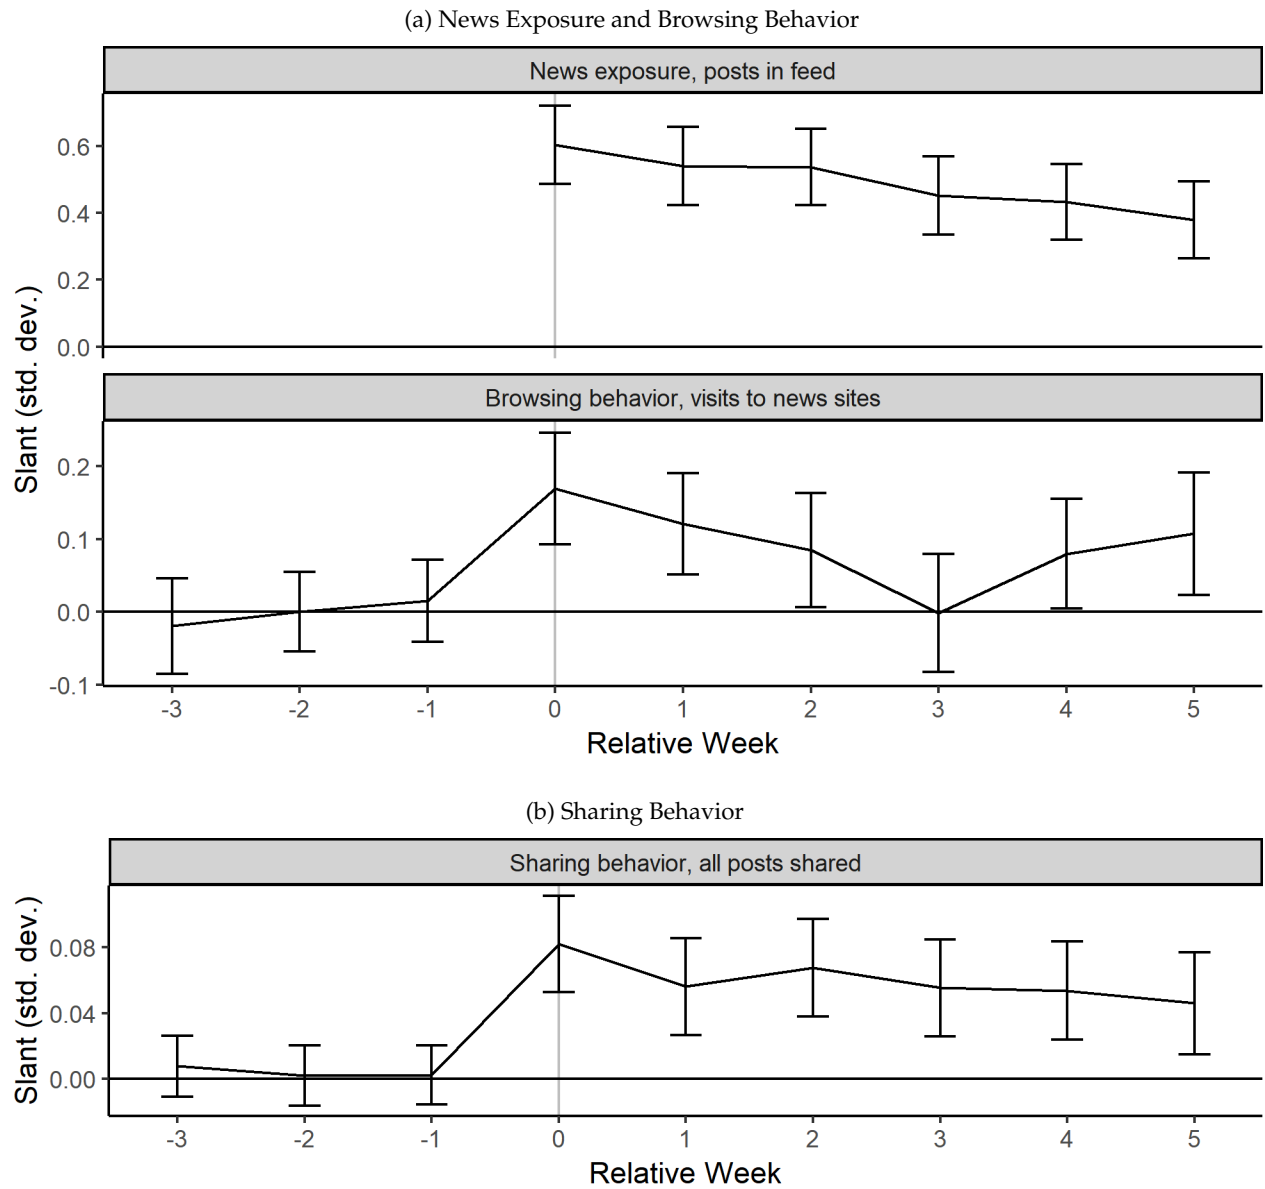 (a) News Exposure and Browsing Behavior
News exposure, posts in feed
0.6
0.4
0.2
0.0
Slant (std. dev.)
Browsing behavior, visits to news sites
0.2
0.1
0.0
-0.1
-3 -2 -1 0 1 2 3 4 5
Relative Week
(b) Sharing Behavior
Sharing behavior, all posts shared
Slant (std. dev.)
0.08
0.04
0.00
-3 -2 -1 0 1 2 3 4 5
Relative Week